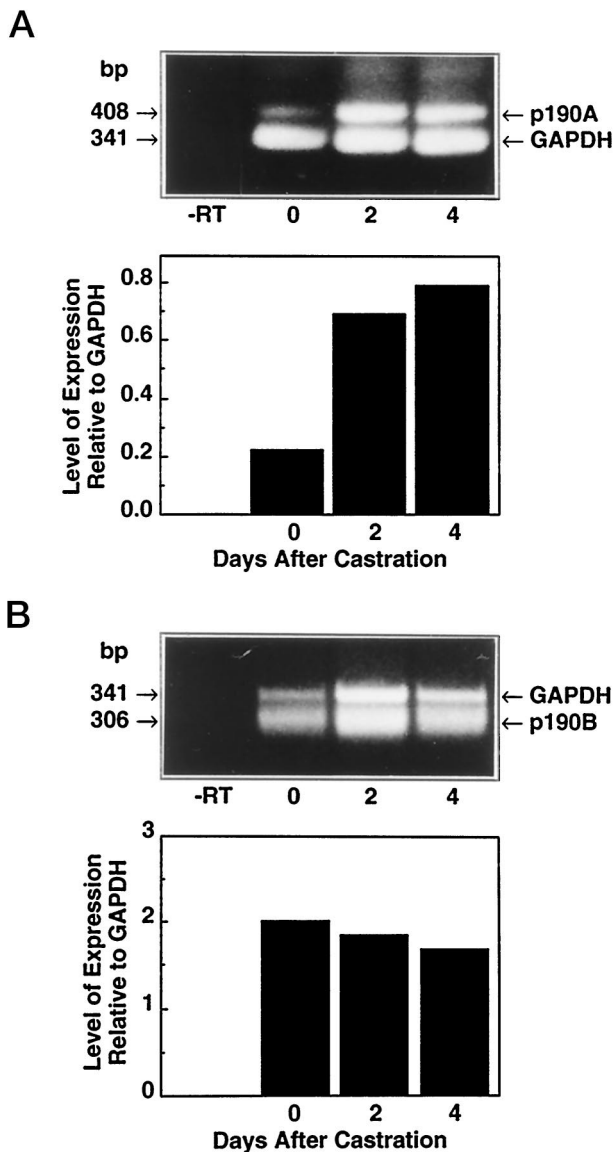 A
bp
408 → ← p190A
341 → ← GAPDH
-RT 0 2 4
Level of Expression
Relative to GAPDH
0.8
0.6
0.4
0.2
0.0
0 2 4
Days After Castration
B
bp
341 → ← GAPDH
306 → ← p190B
-RT 0 2 4
Level of Expression
Relative to GAPDH
3
2
1
0
0 2 4
Days After Castration